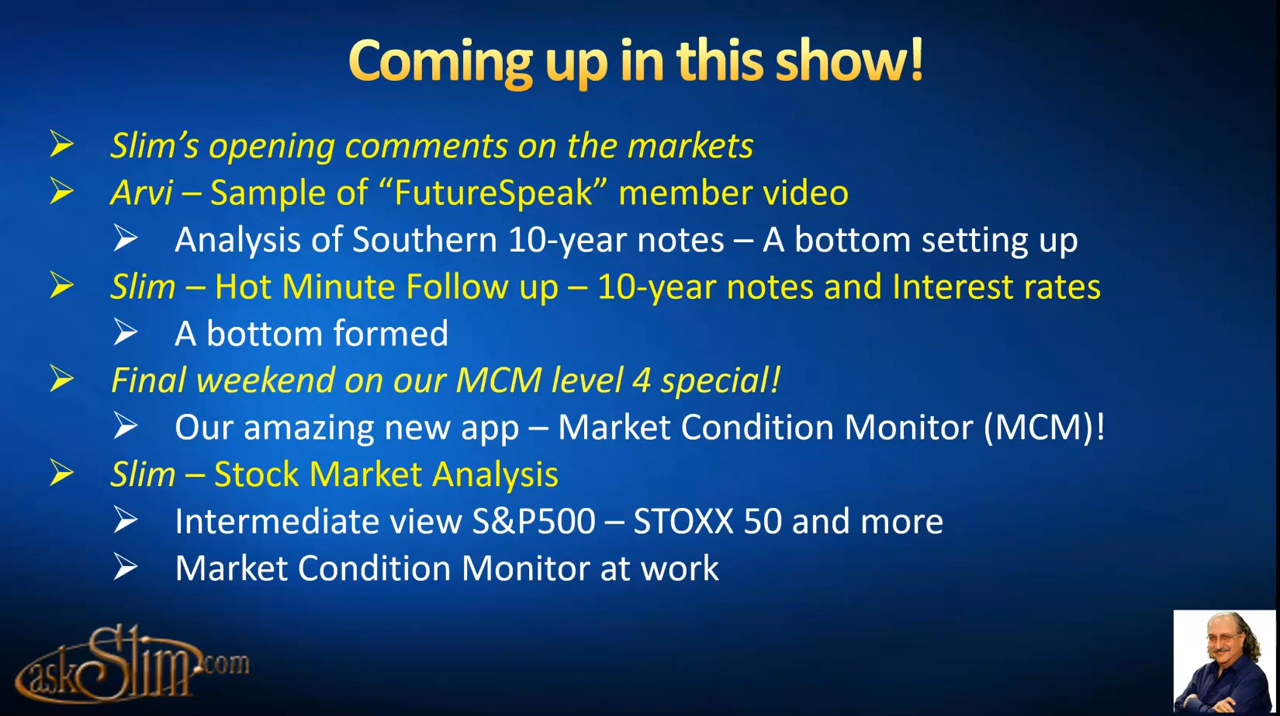 Coming up in this show!
Slim’s opening comments on the markets
Arvi – Sample of “FutureSpeak” member video
Analysis of Southern 10-year notes – A bottom setting up
Slim – Hot Minute Follow up – 10-year notes and Interest rates
A bottom formed
Final weekend on our MCM level 4 special!
Our amazing new app – Market Condition Monitor (MCM)!
Slim – Stock Market Analysis
Intermediate view S&P500 – STOXX 50 and more
Market Condition Monitor at work
askSlim.com